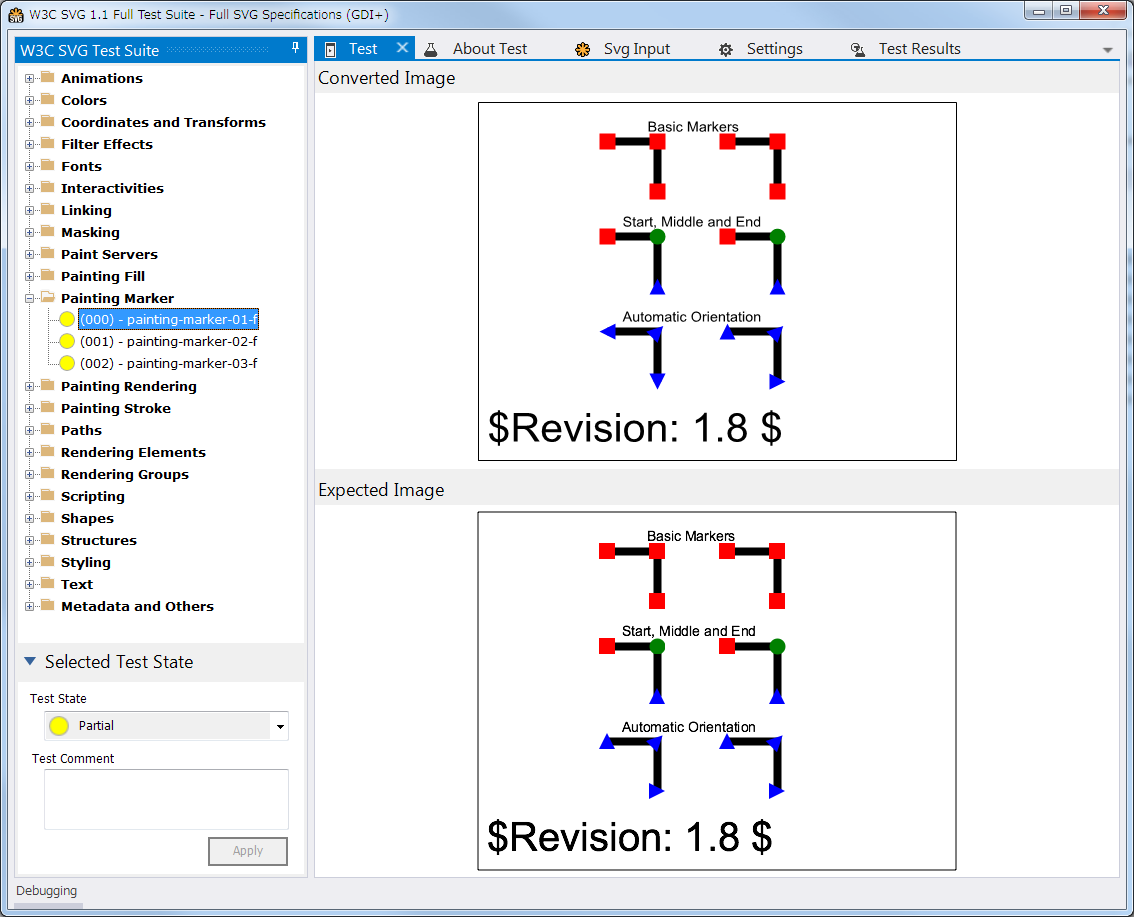 W3C SVG 1.1 Full Test Suite - Full SVG Specifications (GDI+)
W3C SVG Test Suite
Animations
Colors
Coordinates and Transforms
Filter Effects
Fonts
Interactivities
Linking
Masking
Paint Servers
Painting Fill
Painting Marker
(000) - painting-marker-01-f
(001) - painting-marker-02-f
(002) - painting-marker-03-f
Painting Rendering
Painting Stroke
Paths
Rendering Elements
Rendering Groups
Scripting
Shapes
Structures
Styling
Text
Metadata and Others
Selected Test State
Test State
Partial
Test Comment
Apply
Debugging
Test About Test Svg Input Settings Test Results
Converted Image
Basic Markers
Start, Middle and End
Automatic Orientation
$Revision: 1.8 $
Expected Image
Basic Markers
Start, Middle and End
Automatic Orientation
$Revision: 1.8 $